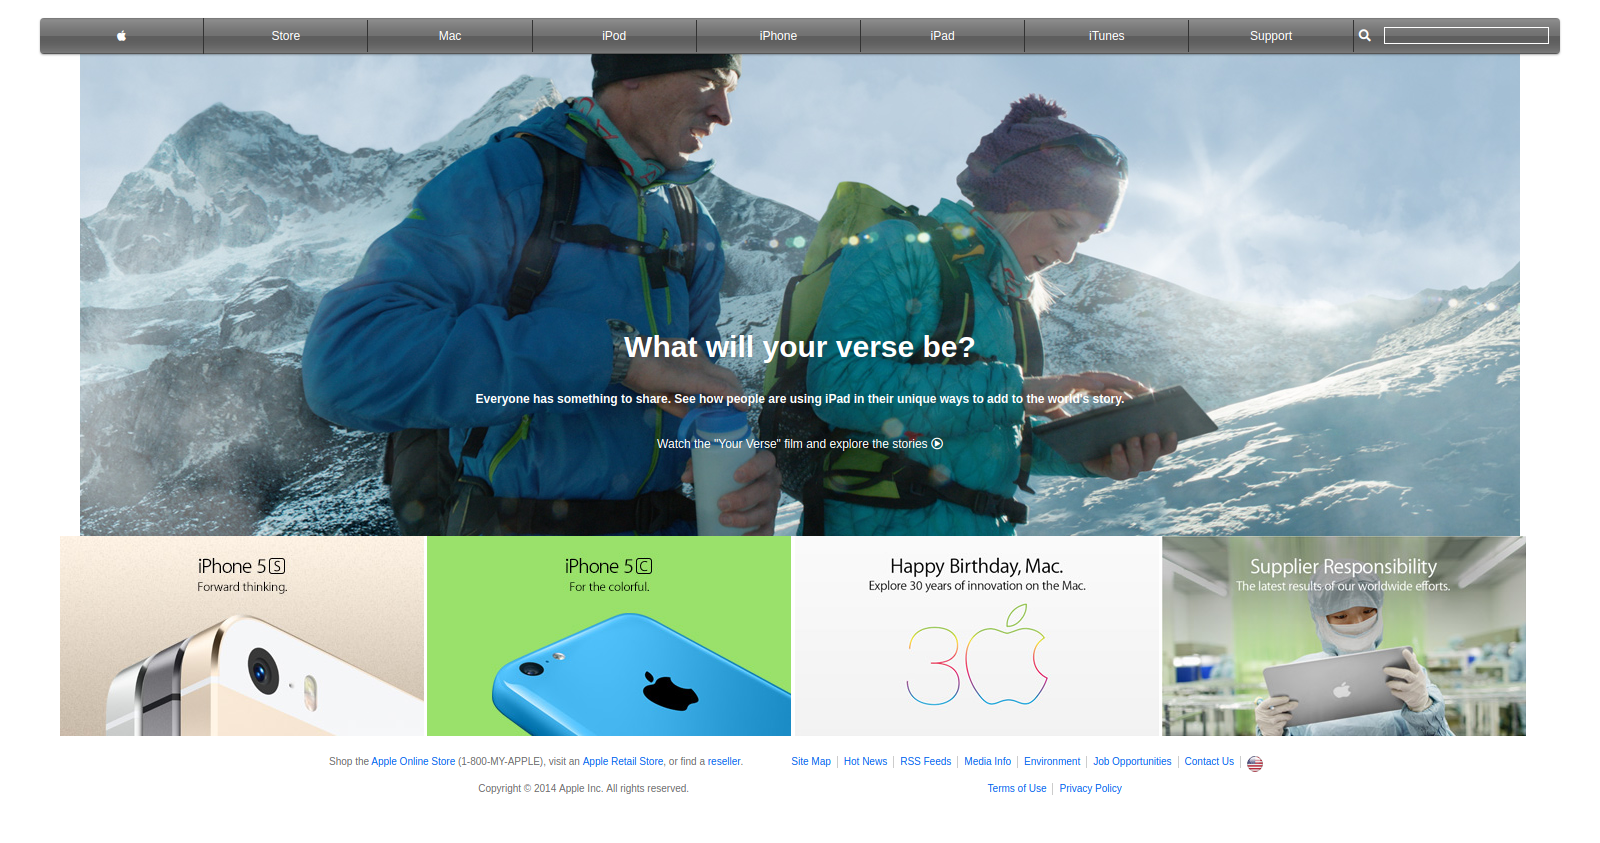 Store Mac iPod iPhone iPad iTunes Support
What will your verse be?
Everyone has something to share. See how people are using iPad in their unique ways to add to the world's story.
Watch the "Your Verse" film and explore the stories
iPhone 5S
Forward thinking.
iPhone 5C
For the colorful.
Happy Birthday, Mac.
Explore 30 years of innovation on the Mac.
30
Supplier Responsibility
The latest results of our worldwide efforts.
Shop the Apple Online Store (1-800-MY-APPLE), visit an Apple Retail Store, or find a reseller.
Site Map Hot News RSS Feeds Media Info Environment Job Opportunities Contact Us
Copyright © 2014 Apple Inc. All rights reserved.
Terms of Use Privacy Policy